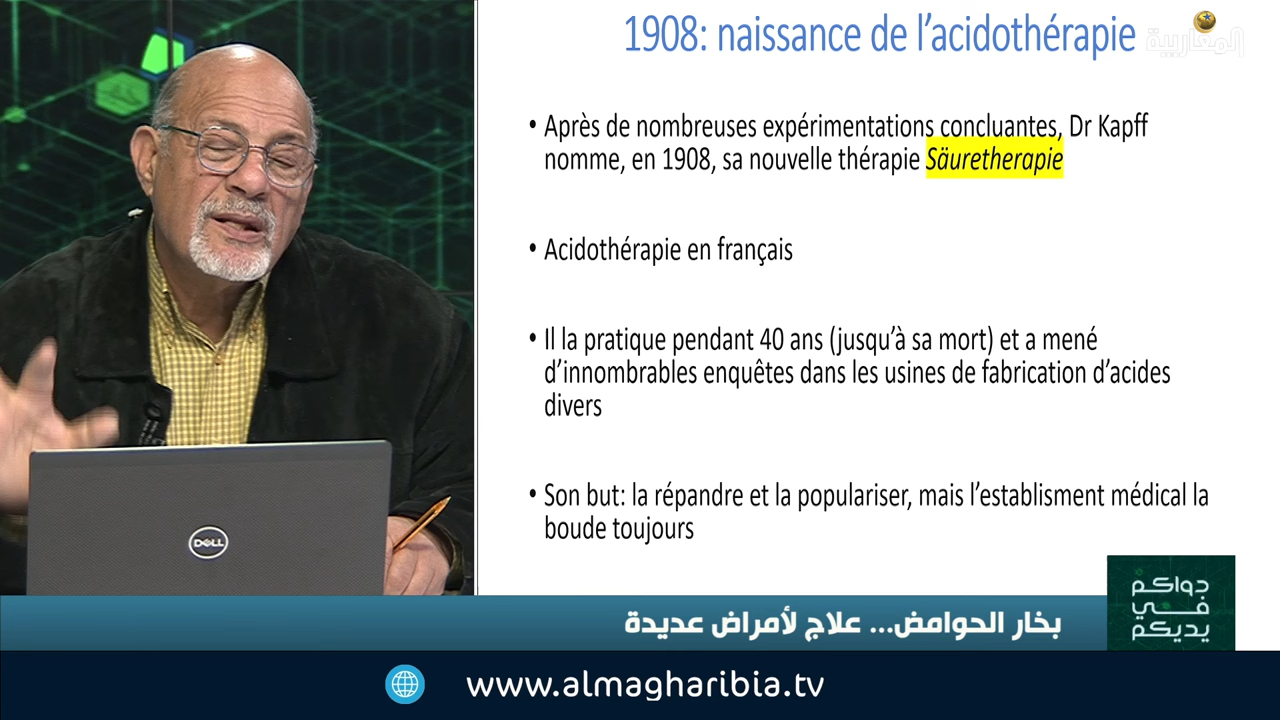 1908: naissance de l’acidothérapie
المغاربية
• Après de nombreuses expérimentations concluantes, Dr Kapff
nomme, en 1908, sa nouvelle thérapie Säuretherapie
• Acidothérapie en français
• Il la pratique pendant 40 ans (jusqu’à sa mort) et a mené
d’innombrables enquêtes dans les usines de fabrication d’acides
divers
• Son but: la répandre et la populariser, mais l’establisment médical la
boude toujours
DELL
دواكم
في
يديكم
بخار الحوامض... علاج لأمراض عديدة
www.almagharibia.tv